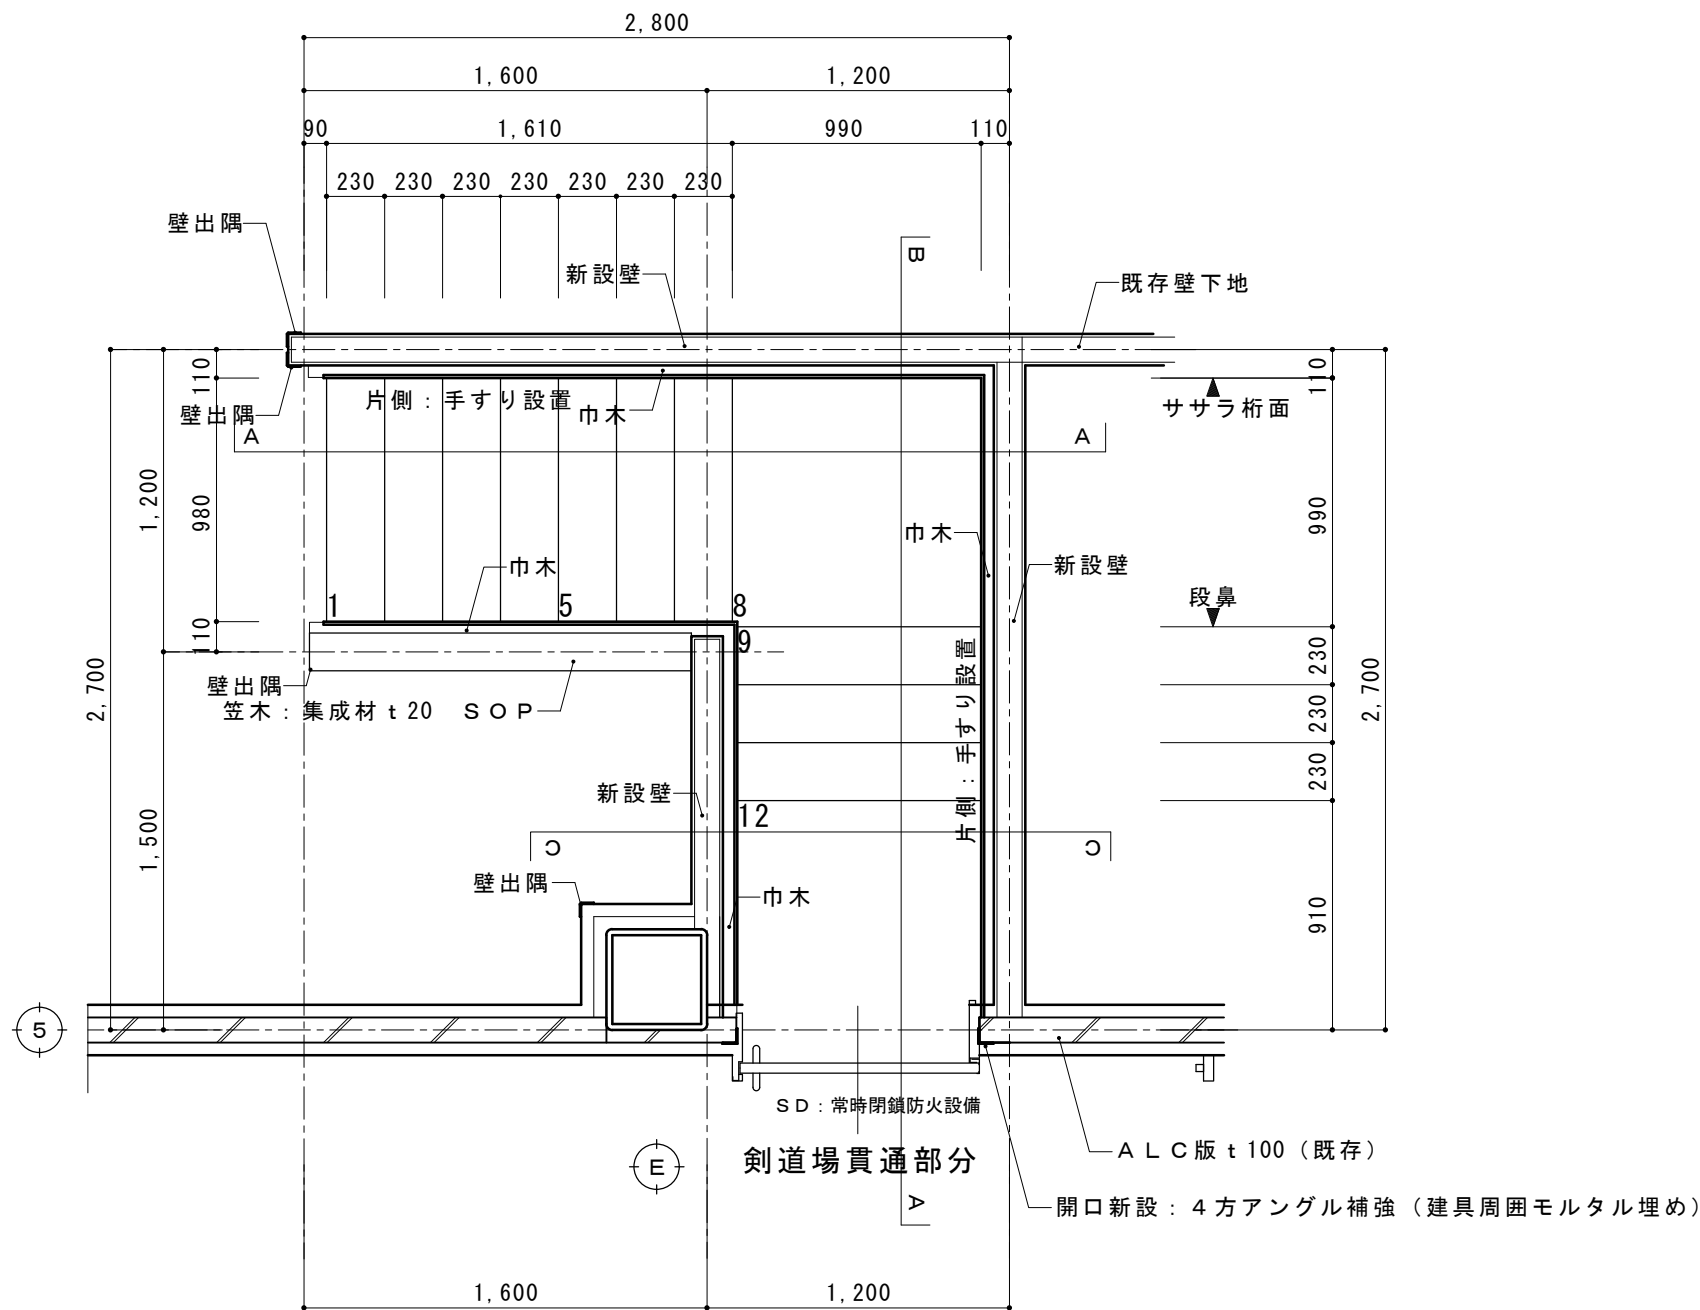 2,800
1,600
1,200
90
1,610
990
110
230 230 230 230 230 230 230
壁出隅
新設壁
B
既存壁下地
110
片側：手すり設置
巾木
壁出隅
A
A
110
ササラ桁面
1,200
980
990
巾木
巾木
新設壁
段鼻
1
5
8
9
110
230
230
230
2,700
2,700
壁出隅
笠木：集成材ｔ20　ＳＯＰ
片側：手すり設置
新設壁
12
1,500
C
C
壁出隅
巾木
910
5
ＳＤ：常時閉鎖防火設備
E
剣道場貫通部分
ＡＬＣ版ｔ100（既存）
A
開口新設：４方アングル補強（建具周囲モルタル埋め）
1,600
1,200